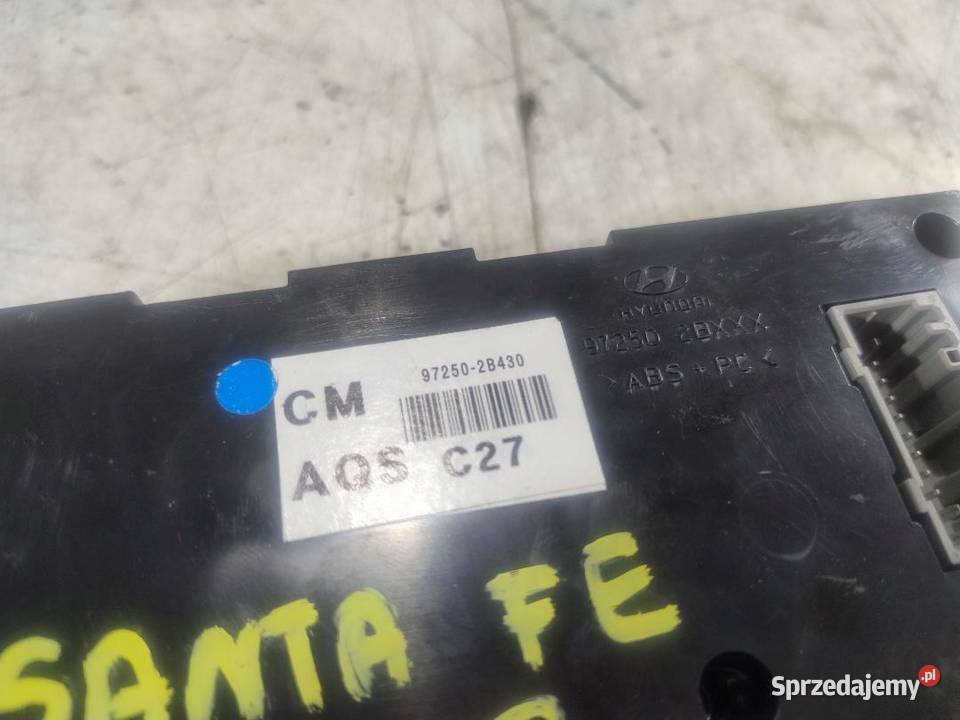 HYUNDAI
97250 2BXXX
ABS + PC <
97250-2B430
CM
AQS C27
SANTA FE
Sprzedajemy.pl